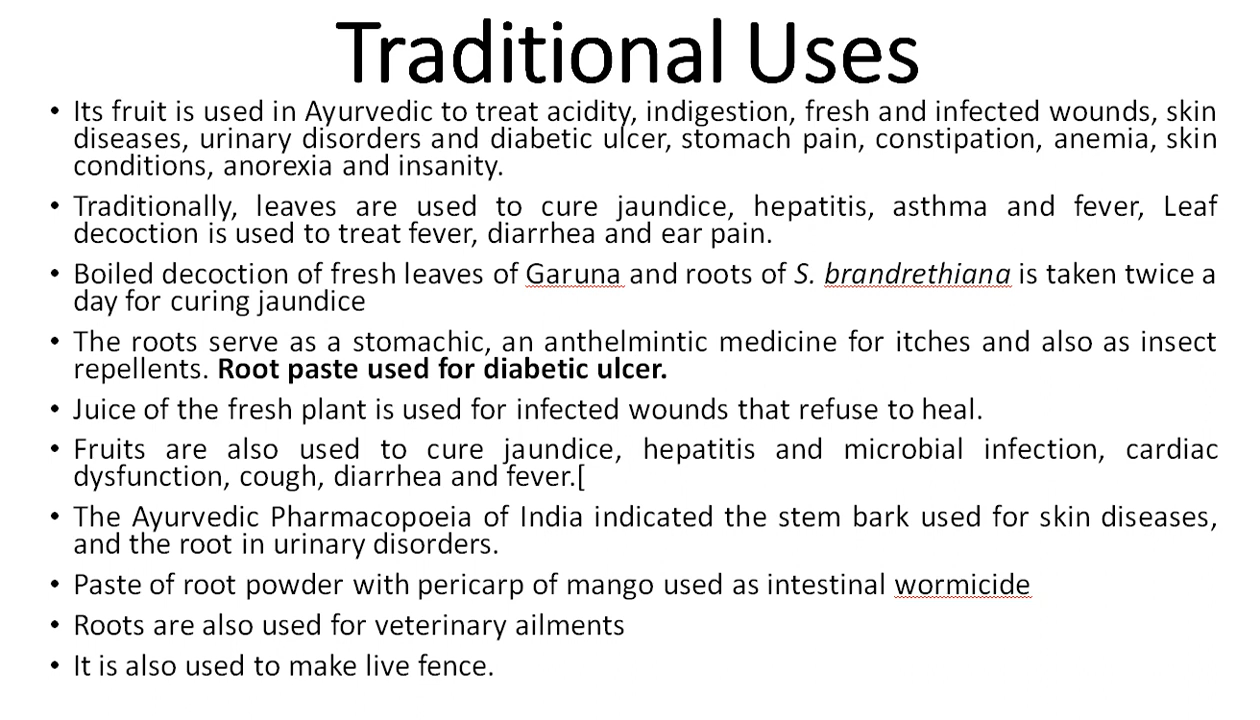 Traditional Uses
• Its fruit is used in Ayurvedic to treat acidity, indigestion, fresh and infected wounds, skin
diseases, urinary disorders and diabetic ulcer, stomach pain, constipation, anemia, skin
conditions, anorexia and insanity.
• Traditionally, leaves are used to cure jaundice, hepatitis, asthma and fever, Leaf
decoction is used to treat fever, diarrhea and ear pain.
• Boiled decoction of fresh leaves of Garuna and roots of S. brandrethiana is taken twice a
day for curing jaundice
• The roots serve as a stomachic, an anthelmintic medicine for itches and also as insect
repellents. Root paste used for diabetic ulcer.
• Juice of the fresh plant is used for infected wounds that refuse to heal.
• Fruits are also used to cure jaundice, hepatitis and microbial infection, cardiac
dysfunction, cough, diarrhea and fever.[
• The Ayurvedic Pharmacopoeia of India indicated the stem bark used for skin diseases,
and the root in urinary disorders.
• Paste of root powder with pericarp of mango used as intestinal wormicide
• Roots are also used for veterinary ailments
• It is also used to make live fence.